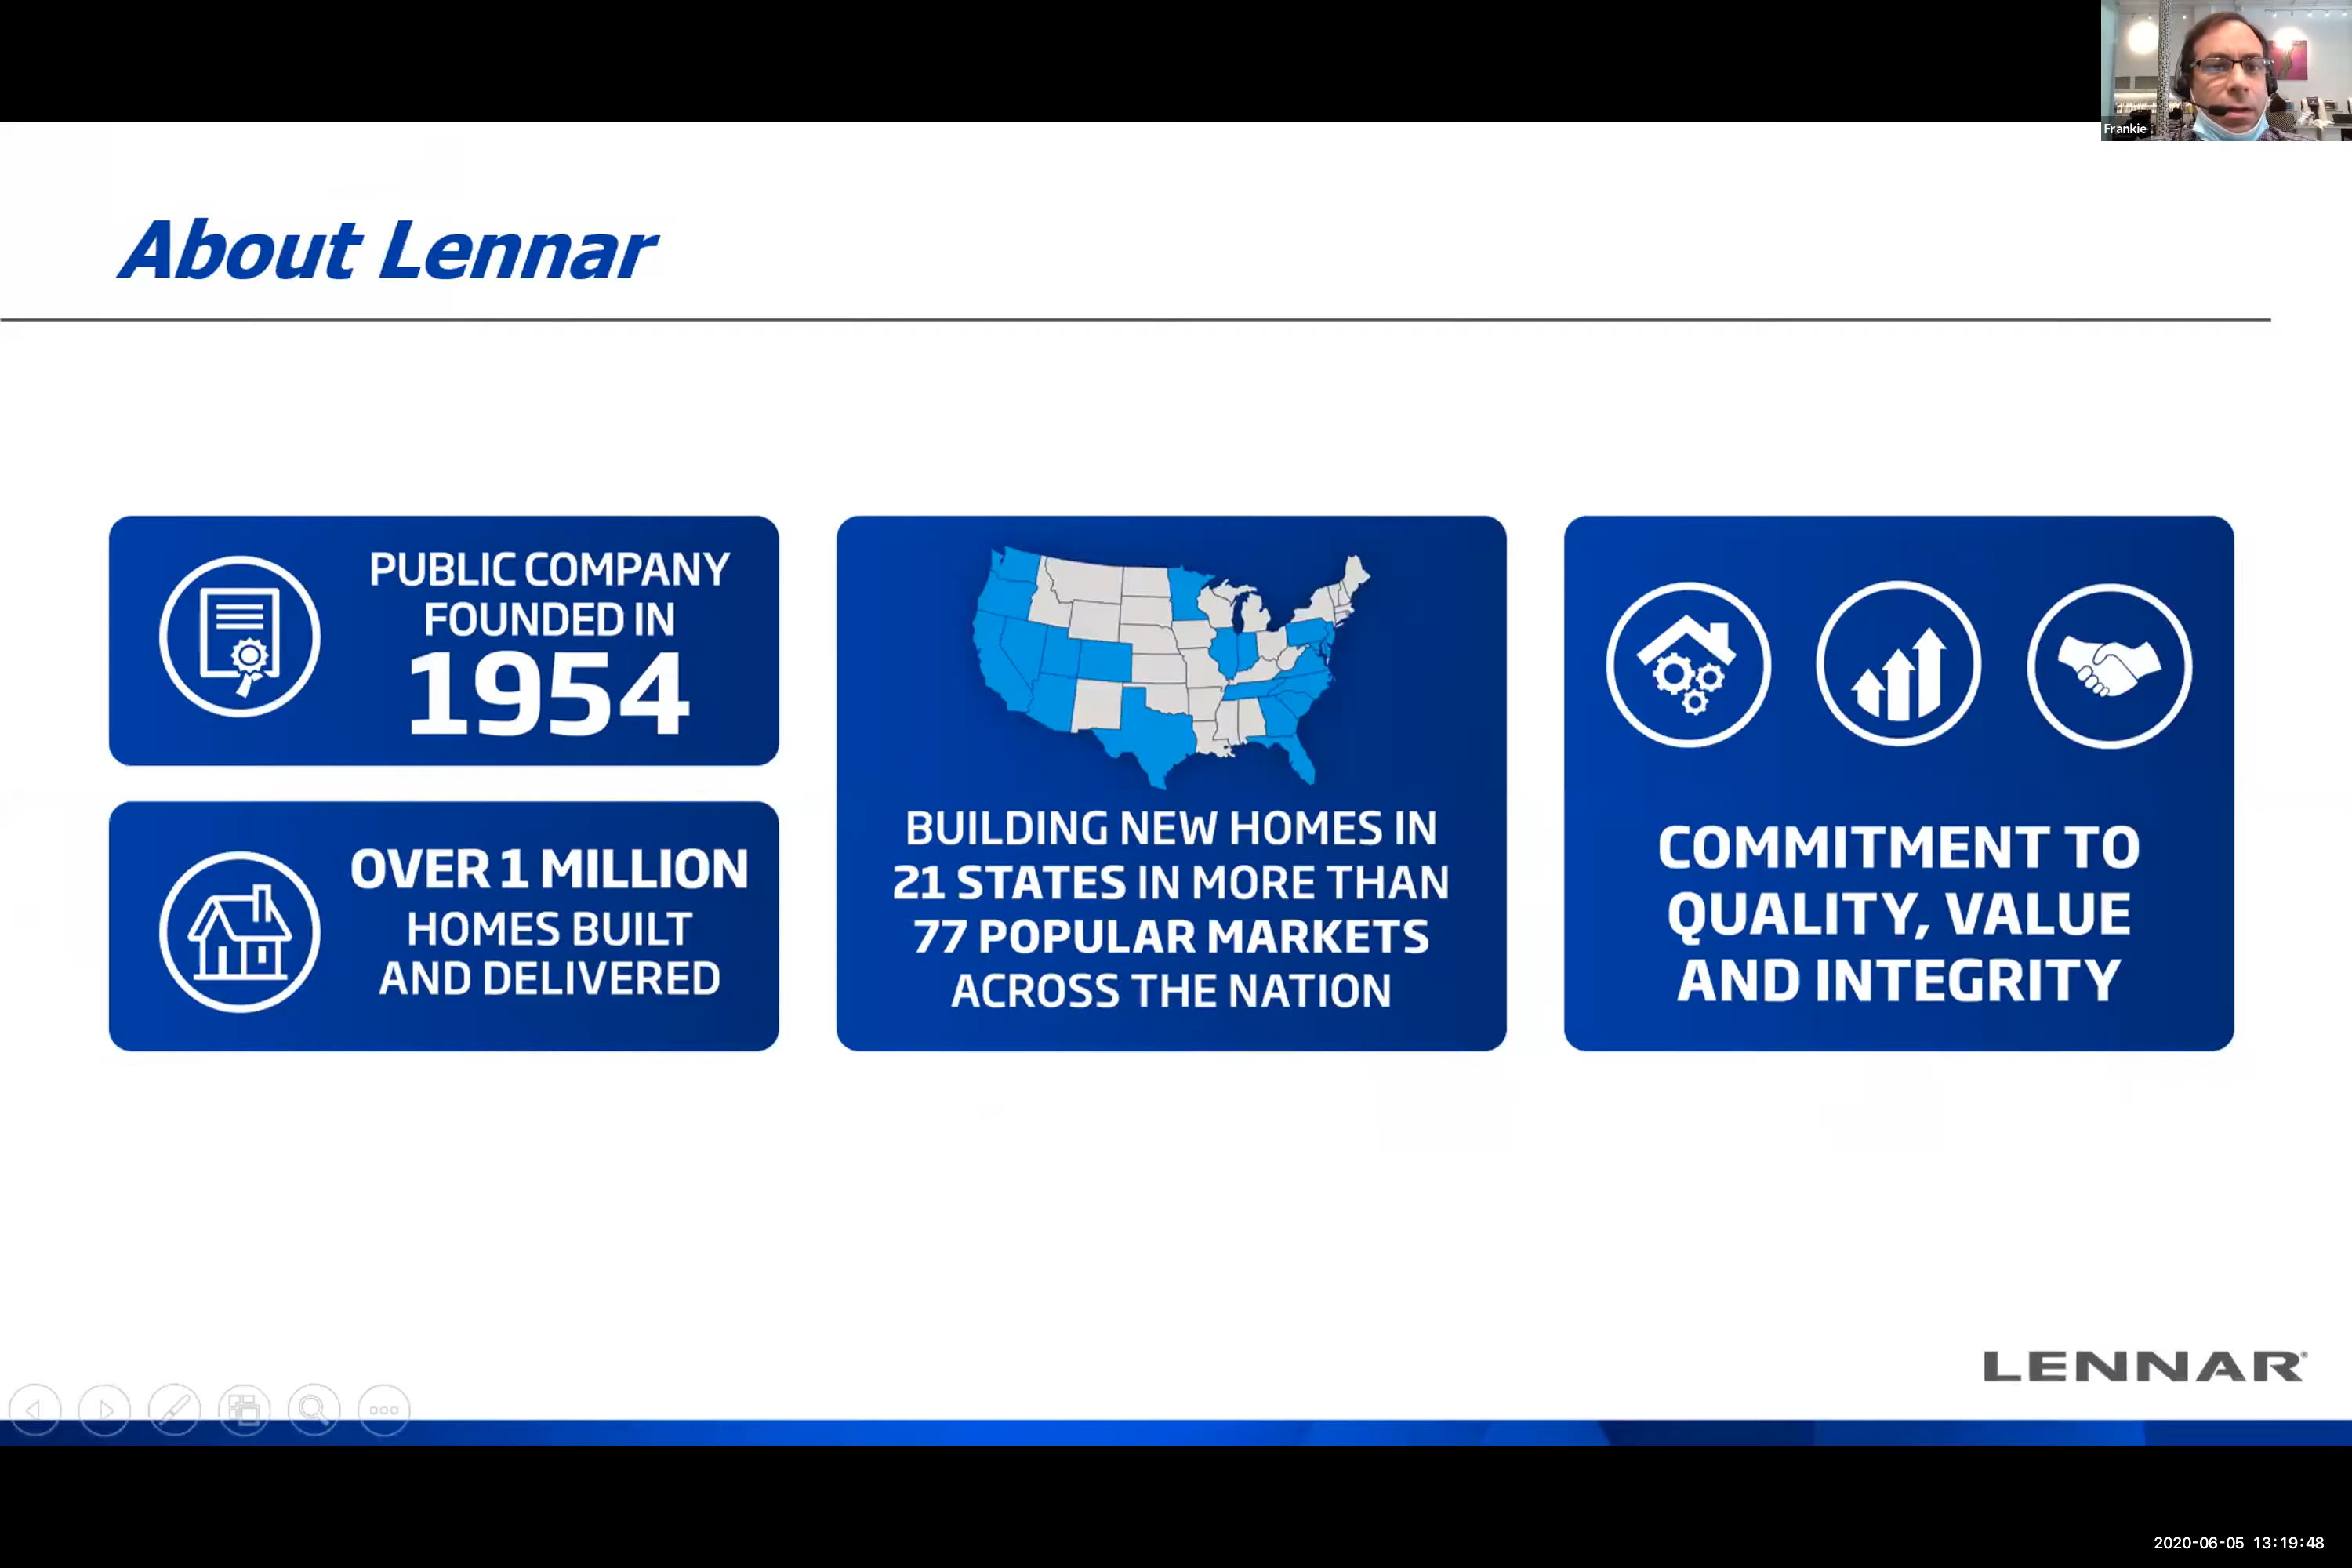 Frankie
About Lennar
PUBLIC COMPANY
FOUNDED IN
1954
OVER 1 MILLION
HOMES BUILT
AND DELIVERED
BUILDING NEW HOMES IN
21 STATES IN MORE THAN
77 POPULAR MARKETS
ACROSS THE NATION
COMMITMENT TO
QUALITY, VALUE
AND INTEGRITY
LENNAR®
2020-06-05 13:19:48